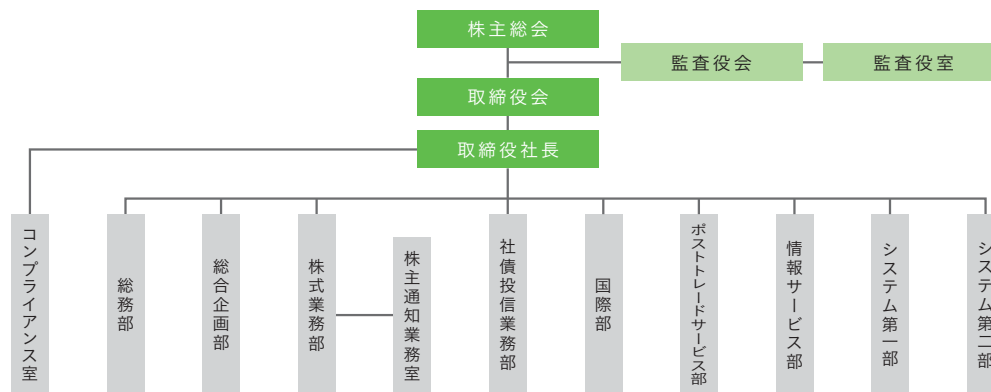 株主総会
監査役会
監査役室
取締役会
取締役社長
コンプライアンス室
総務部
総合企画部
株式業務部
株主通知業務室
社債投信業務部
国際部
ポストトレードサービス部
情報サービス部
システム第一部
システム第二部